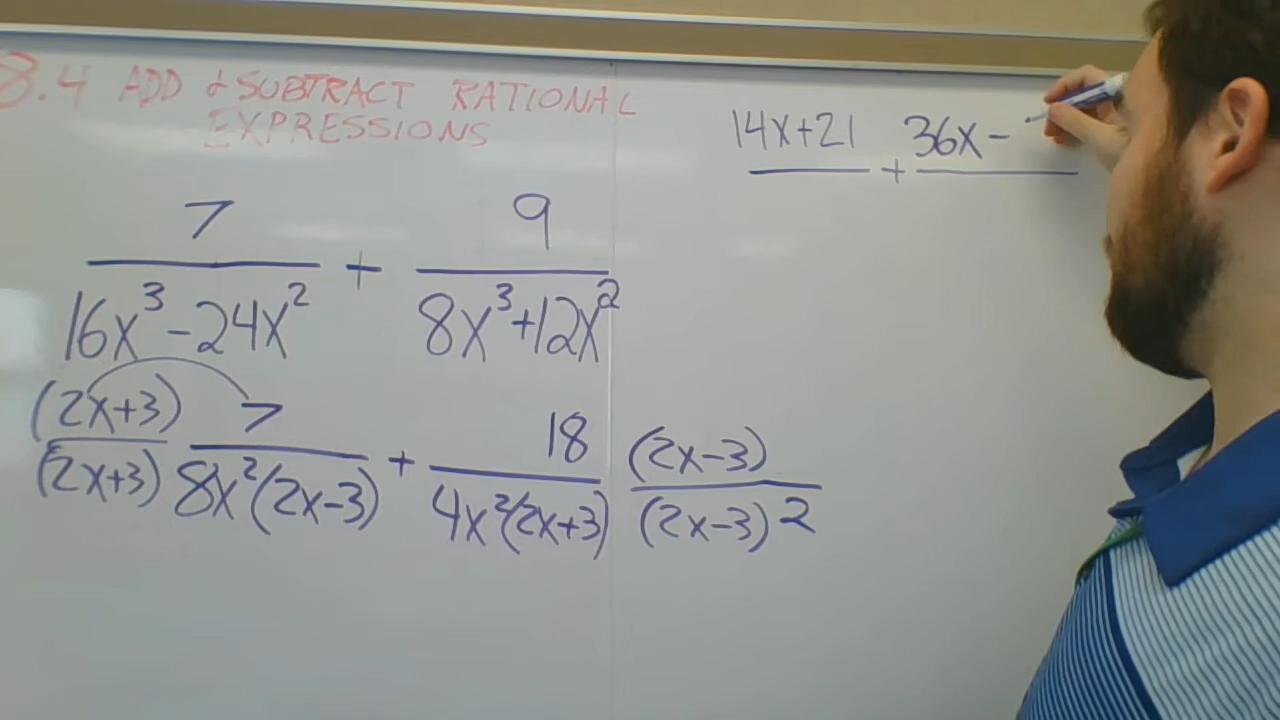 8.4 ADD & SUBTRACT RATIONAL
EXPRESSIONS
14x+21 + 36x-
7 + 9
16x³-24x² 8x³+12x²
(2x+3) 7 + 18 (2x-3)
(2x+3) 8x²(2x-3) 4x²(2x+3) (2x-3) 2